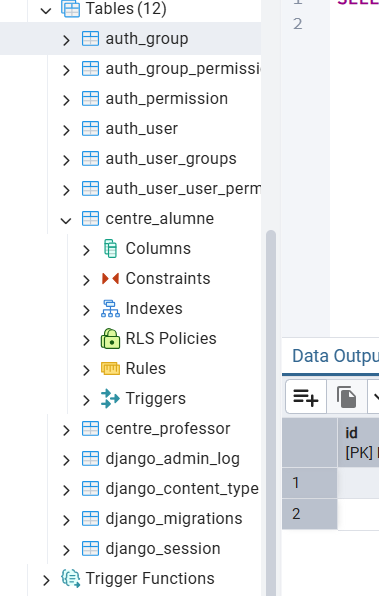 Tables (12)
auth_group
auth_group_permissi
auth_permission
auth_user
auth_user_groups
auth_user_user_perm
centre_alumne
Columns
Constraints
Indexes
RLS Policies
Rules
Triggers
centre_professor
django_admin_log
django_content_type
django_migrations
django_session
Trigger Functions
1
2
Data Outpu
id
[PK]
1
2